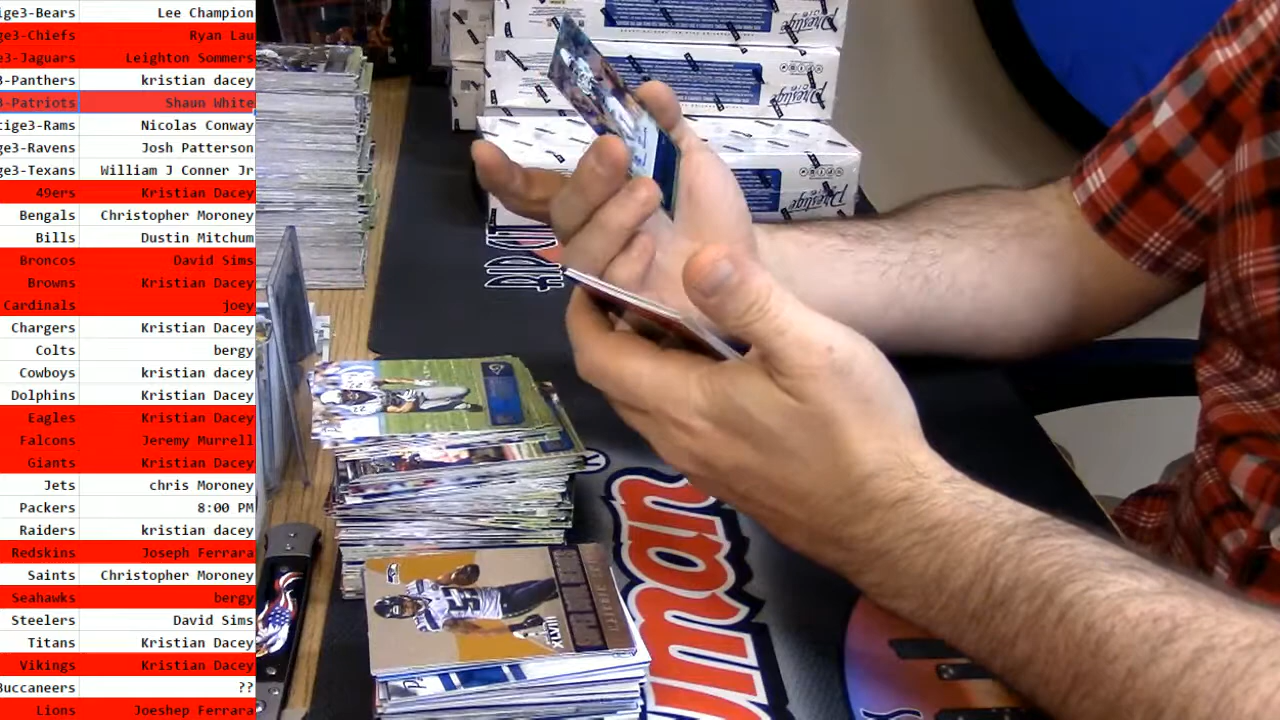 ige3-Bears Lee Champion
ge3-Chiefs Ryan Lau
ge3-Jaguars Leighton Sommers
3-Panthers kristian dacey
3-Patriots Shaun White
tige3-Rams Nicolas Conway
ge3-Ravens Josh Patterson
ge3-Texans William J Conner Jr
49ers Kristian Dacey
Bengals Christopher Moroney
Bills Dustin Mitchum
Broncos David Sims
Browns Kristian Dacey
Cardinals joey
Chargers Kristian Dacey
Colts bergy
Cowboys kristian dacey
Dolphins Kristian Dacey
Eagles Kristian Dacey
Falcons Jeremy Murrell
Giants Kristian Dacey
Jets chris Moroney
Packers 8:00 PM
Raiders kristian dacey
Redskins Joseph Ferrara
Saints Christopher Moroney
Seahawks bergy
Steelers David Sims
Titans Kristian Dacey
Vikings Kristian Dacey
Buccaneers ??
Lions Joeshep Ferrara
Prestige
Prestige
Prestige
XLVIII